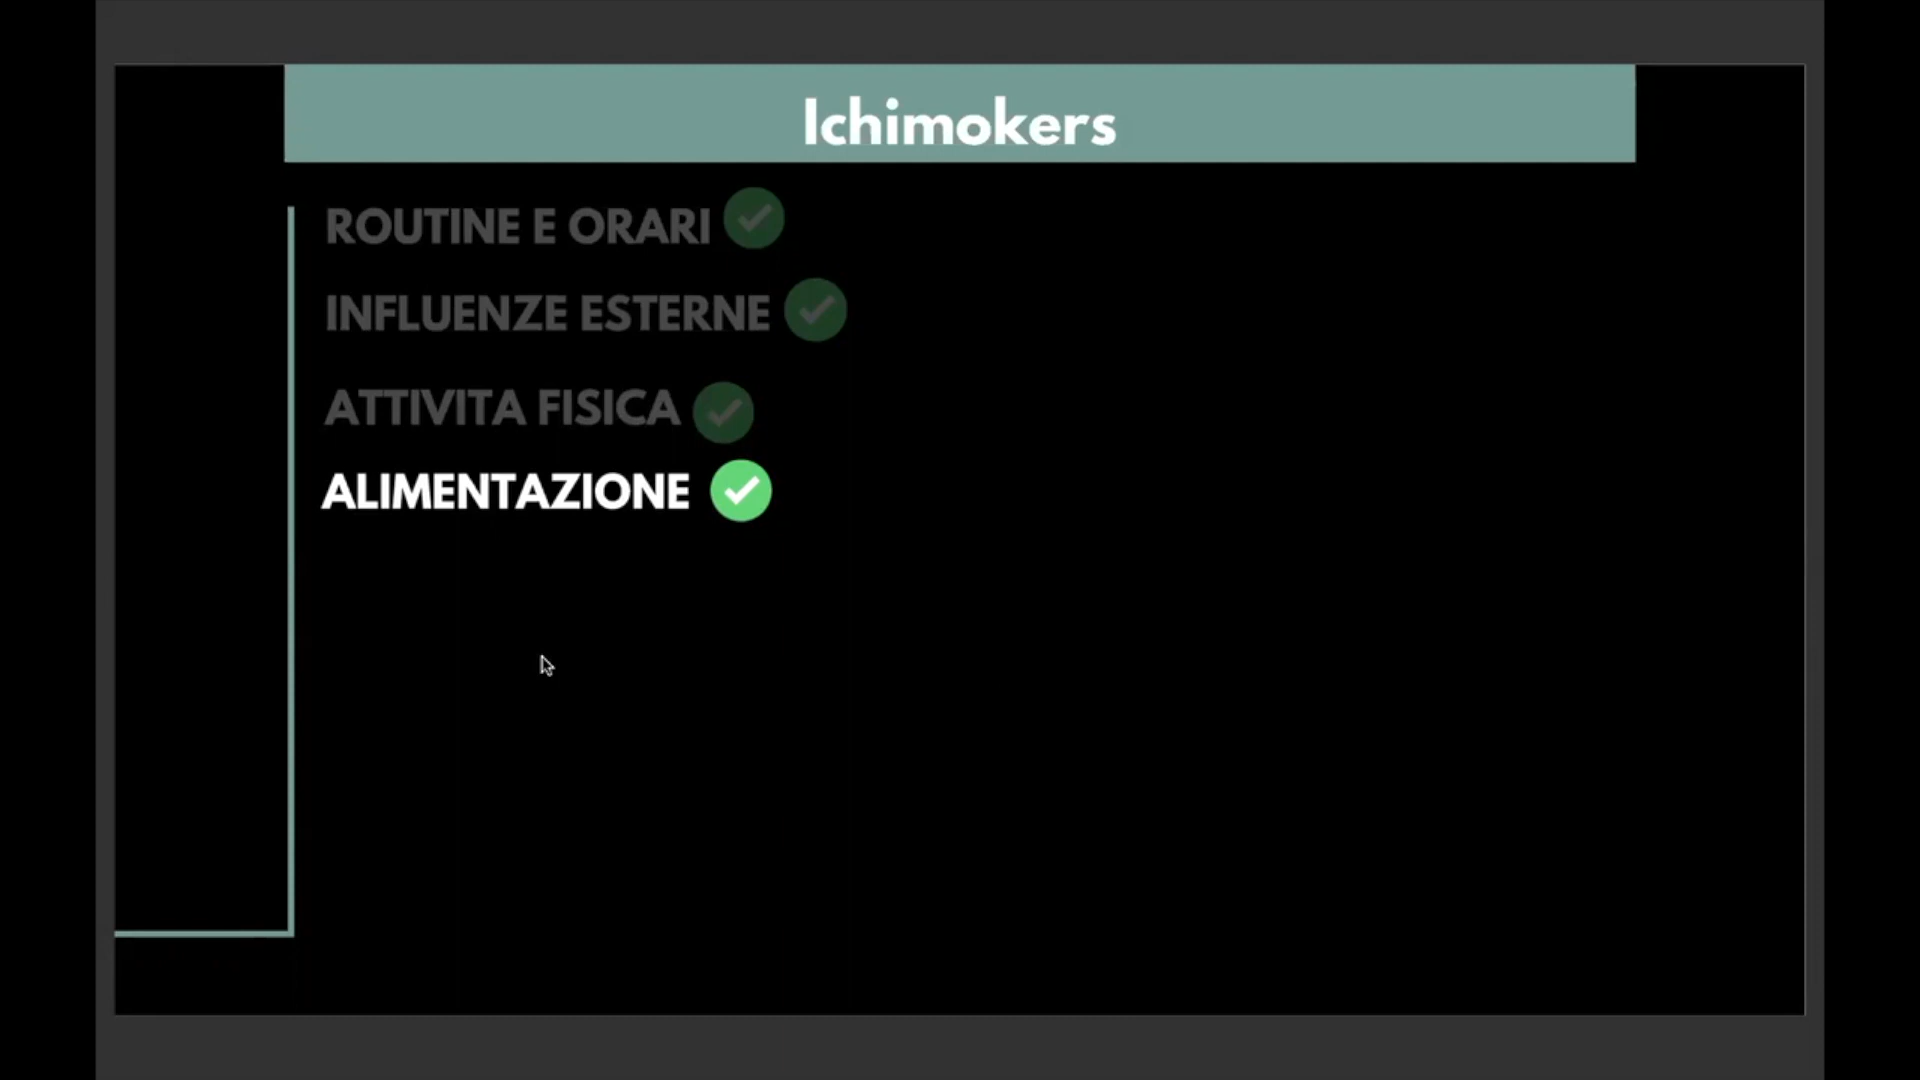 Ichimokers
ROUTINE E ORARI
INFLUENZE ESTERNE
ATTIVITA FISICA
ALIMENTAZIONE